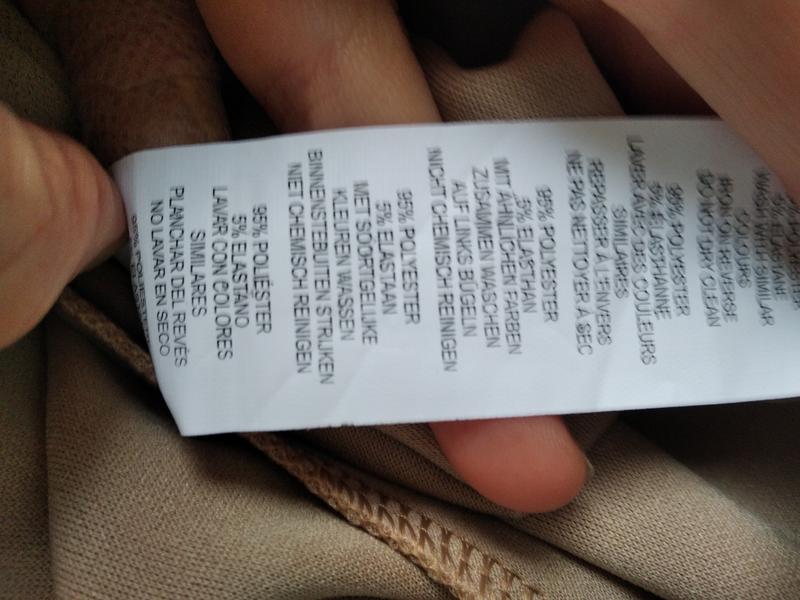 5% ELASTANE
WASH WITH SIMILAR
COLOURS
IRON ON REVERSE
DO NOT DRY CLEAN
95% POLYESTER
5% ELASTHANNE
LAVER AVEC DES COULEURS
SIMILAIRES
REPASSER À L'ENVERS
NE PAS NETTOYER À SEC
95% POLYESTER
5% ELASTHAN
MIT ÄHNLICHEN FARBEN
ZUSAMMEN WASCHEN
AUF LINKS BÜGELN
NICHT CHEMISCH REINIGEN
95% POLYESTER
5% ELASTAAN
MET SOORTGELIJKE
KLEUREN WASSEN
BINNENSTEBUITEN STRIJKEN
NIET CHEMISCH REINIGEN
95% POLIÉSTER
5% ELASTANO
LAVAR CON COLORES
SIMILARES
PLANCHAR DEL REVÉS
NO LAVAR EN SECO